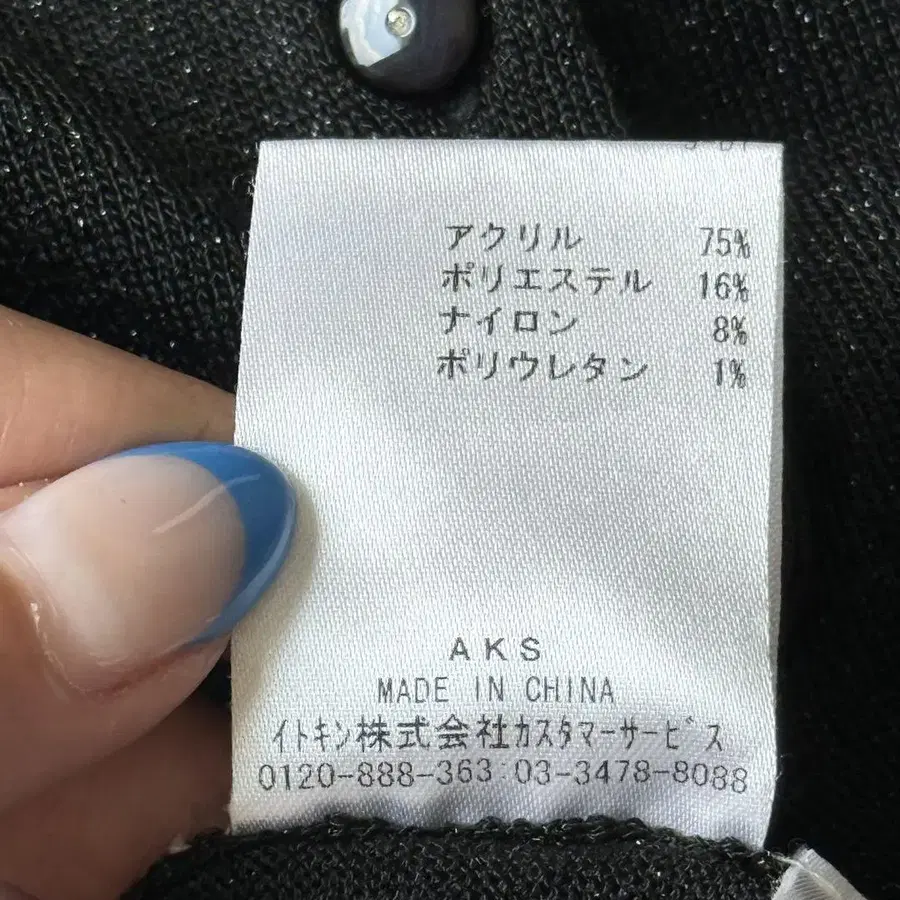 アクリル 75%
ポリエステル 16%
ナイロン 8%
ポリウレタン 1%
AKS
MADE IN CHINA
イトキン株式会社カスタマーサービス
0120-888-363 03-3478-8088